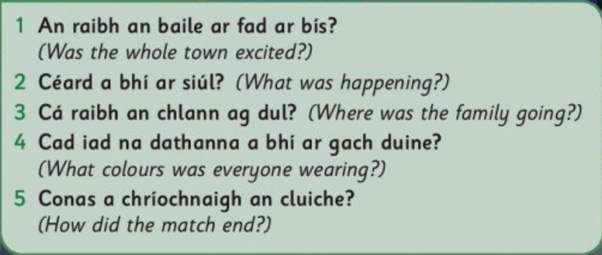 1 An raibh an baile ar fad ar bís?
(Was the whole town excited?)
2 Céard a bhí ar siúl? (What was happening?)
3 Cá raibh an chlann ag dul? (Where was the family going?)
4 Cad iad na dathanna a bhí ar gach duine?
(What colours was everyone wearing?)
5 Conas a chríochnaigh an cluiche?
(How did the match end?)